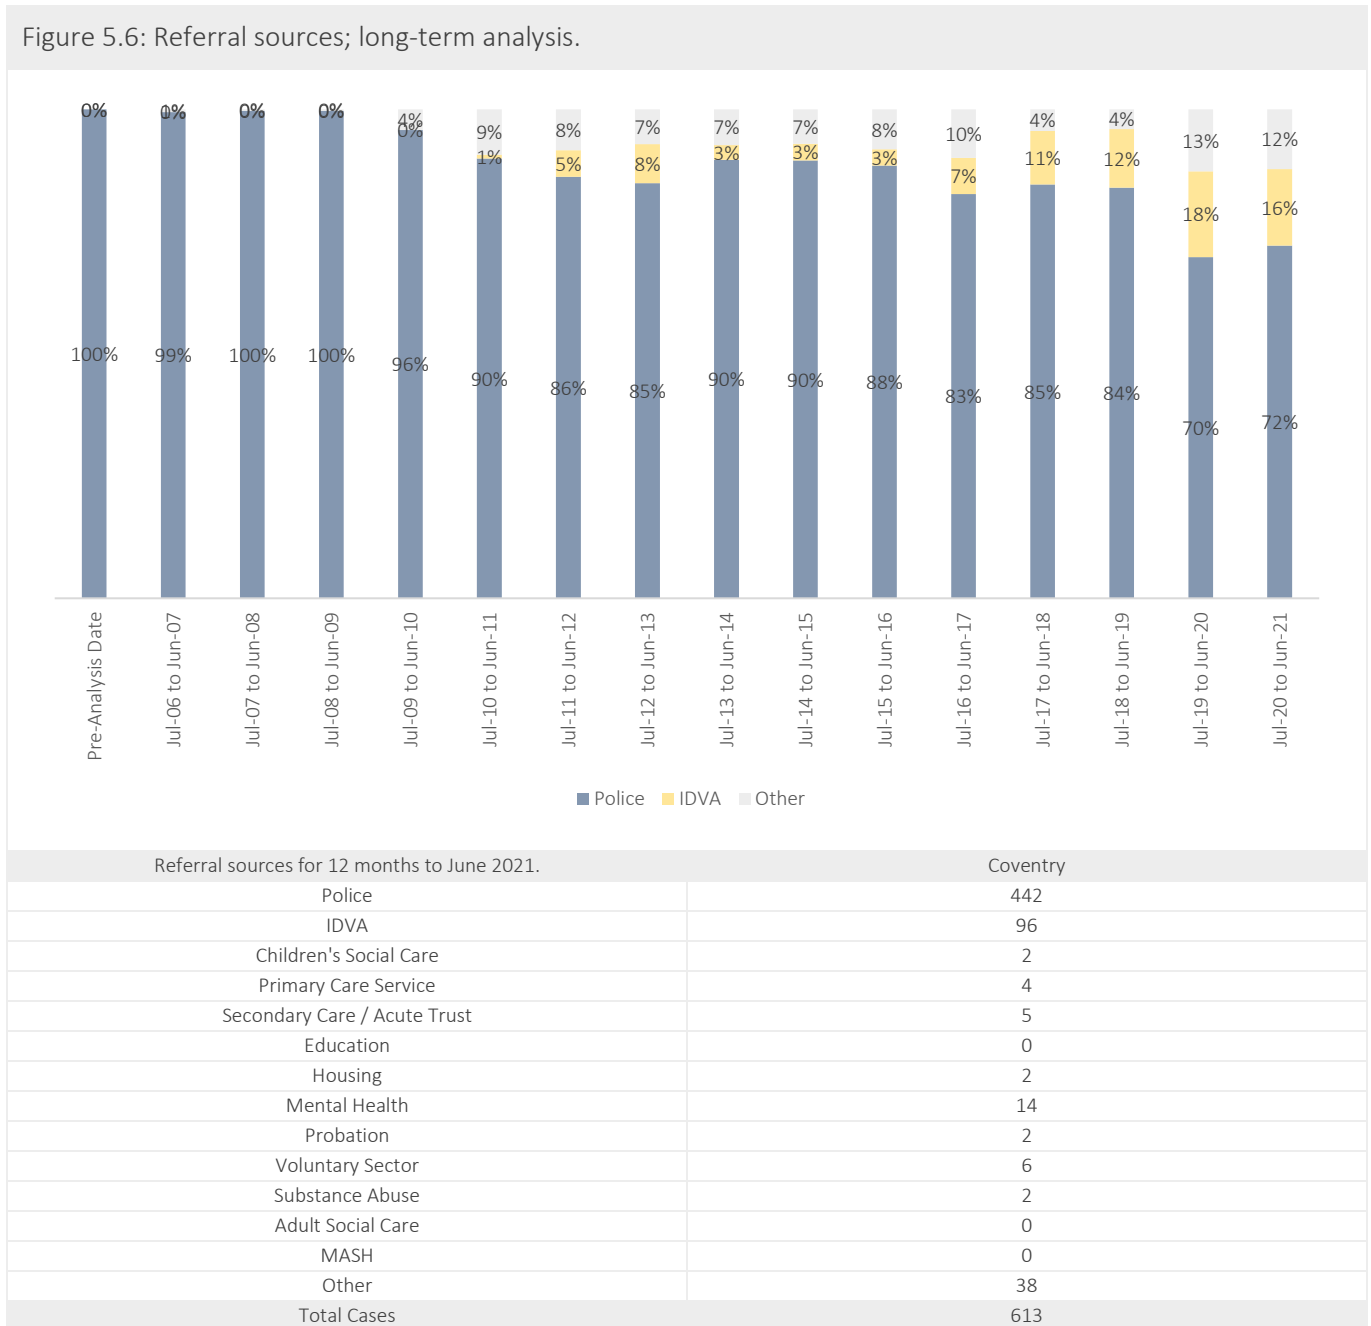 Figure 5.6: Referral sources; long-term analysis.
0% 1% 0% 0% 4% 9% 8% 7% 7% 7% 8% 10% 4% 4% 13% 12%
0% 0% 0% 0% 0% 1% 5% 8% 3% 3% 3% 7% 11% 12% 18% 16%
100% 99% 100% 100% 96% 90% 86% 85% 90% 90% 88% 83% 85% 84% 70% 72%
Pre-Analysis Date
Jul-06 to Jun-07
Jul-07 to Jun-08
Jul-08 to Jun-09
Jul-09 to Jun-10
Jul-10 to Jun-11
Jul-11 to Jun-12
Jul-12 to Jun-13
Jul-13 to Jun-14
Jul-14 to Jun-15
Jul-15 to Jun-16
Jul-16 to Jun-17
Jul-17 to Jun-18
Jul-18 to Jun-19
Jul-19 to Jun-20
Jul-20 to Jun-21
Police IDVA Other
Referral sources for 12 months to June 2021. Coventry
Police 442
IDVA 96
Children's Social Care 2
Primary Care Service 4
Secondary Care / Acute Trust 5
Education 0
Housing 2
Mental Health 14
Probation 2
Voluntary Sector 6
Substance Abuse 2
Adult Social Care 0
MASH 0
Other 38
Total Cases 613